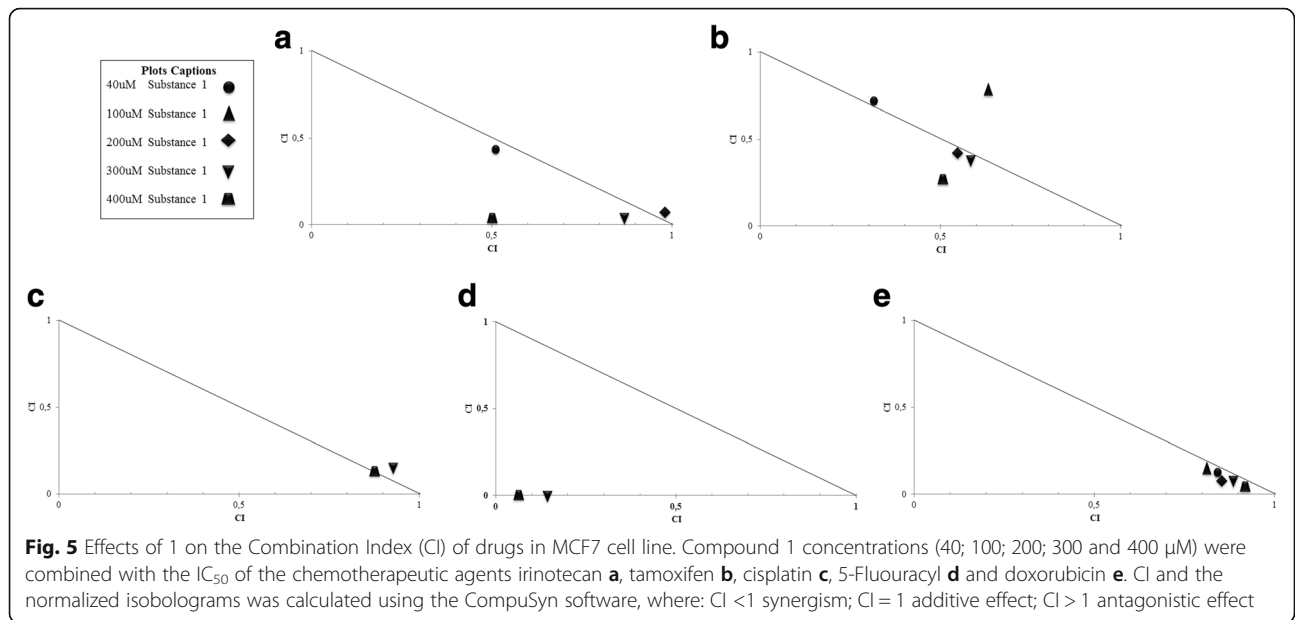 a
b
Plots Captions
40uM Substance 1
100uM Substance 1
200uM Substance 1
300uM Substance 1
400uM Substance 1
1
CI
0,5
0
0
0,5
1
CI
1
CI
0,5
0
0
0,5
1
CI
c
d
e
1
CI
0,5
0
0
0,5
1
CI
1
CI
0,5
0
0
0,5
1
CI
1
CI
0,5
0
0
0,5
1
CI
Fig. 5 Effects of 1 on the Combination Index (CI) of drugs in MCF7 cell line. Compound 1 concentrations (40; 100; 200; 300 and 400 μM) were
combined with the IC50 of the chemotherapeutic agents irinotecan a, tamoxifen b, cisplatin c, 5-Fluouracyl d and doxorubicin e. CI and the
normalized isobolograms was calculated using the CompuSyn software, where: CI <1 synergism; CI = 1 additive effect; CI > 1 antagonistic effect